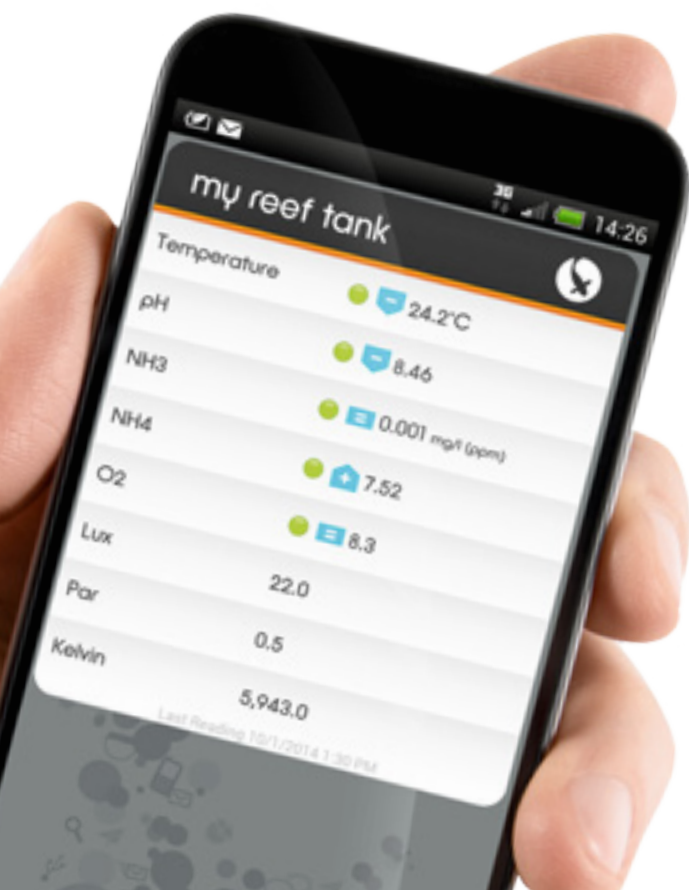 3G
14:26
my reef tank
Temperature 24.2°C
pH 8.46
NH3 0.001 mg/l (ppm)
NH4 7.52
O2 8.3
Lux 22.0
Par 0.5
Kelvin 5,943.0
Last Reading 10/1/2014 1:30 PM